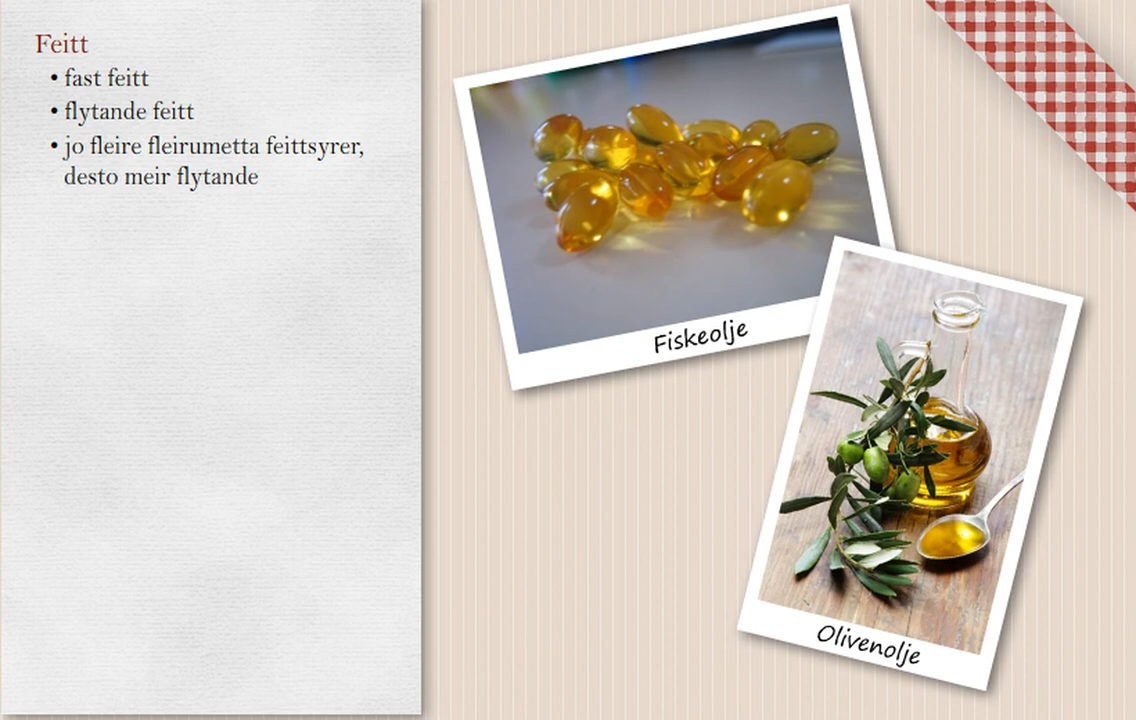 Feitt
• fast feitt
• flytande feitt
• jo fleire fleirumetta feittsyrer,
desto meir flytande
Fiskeolje
Olivenolje